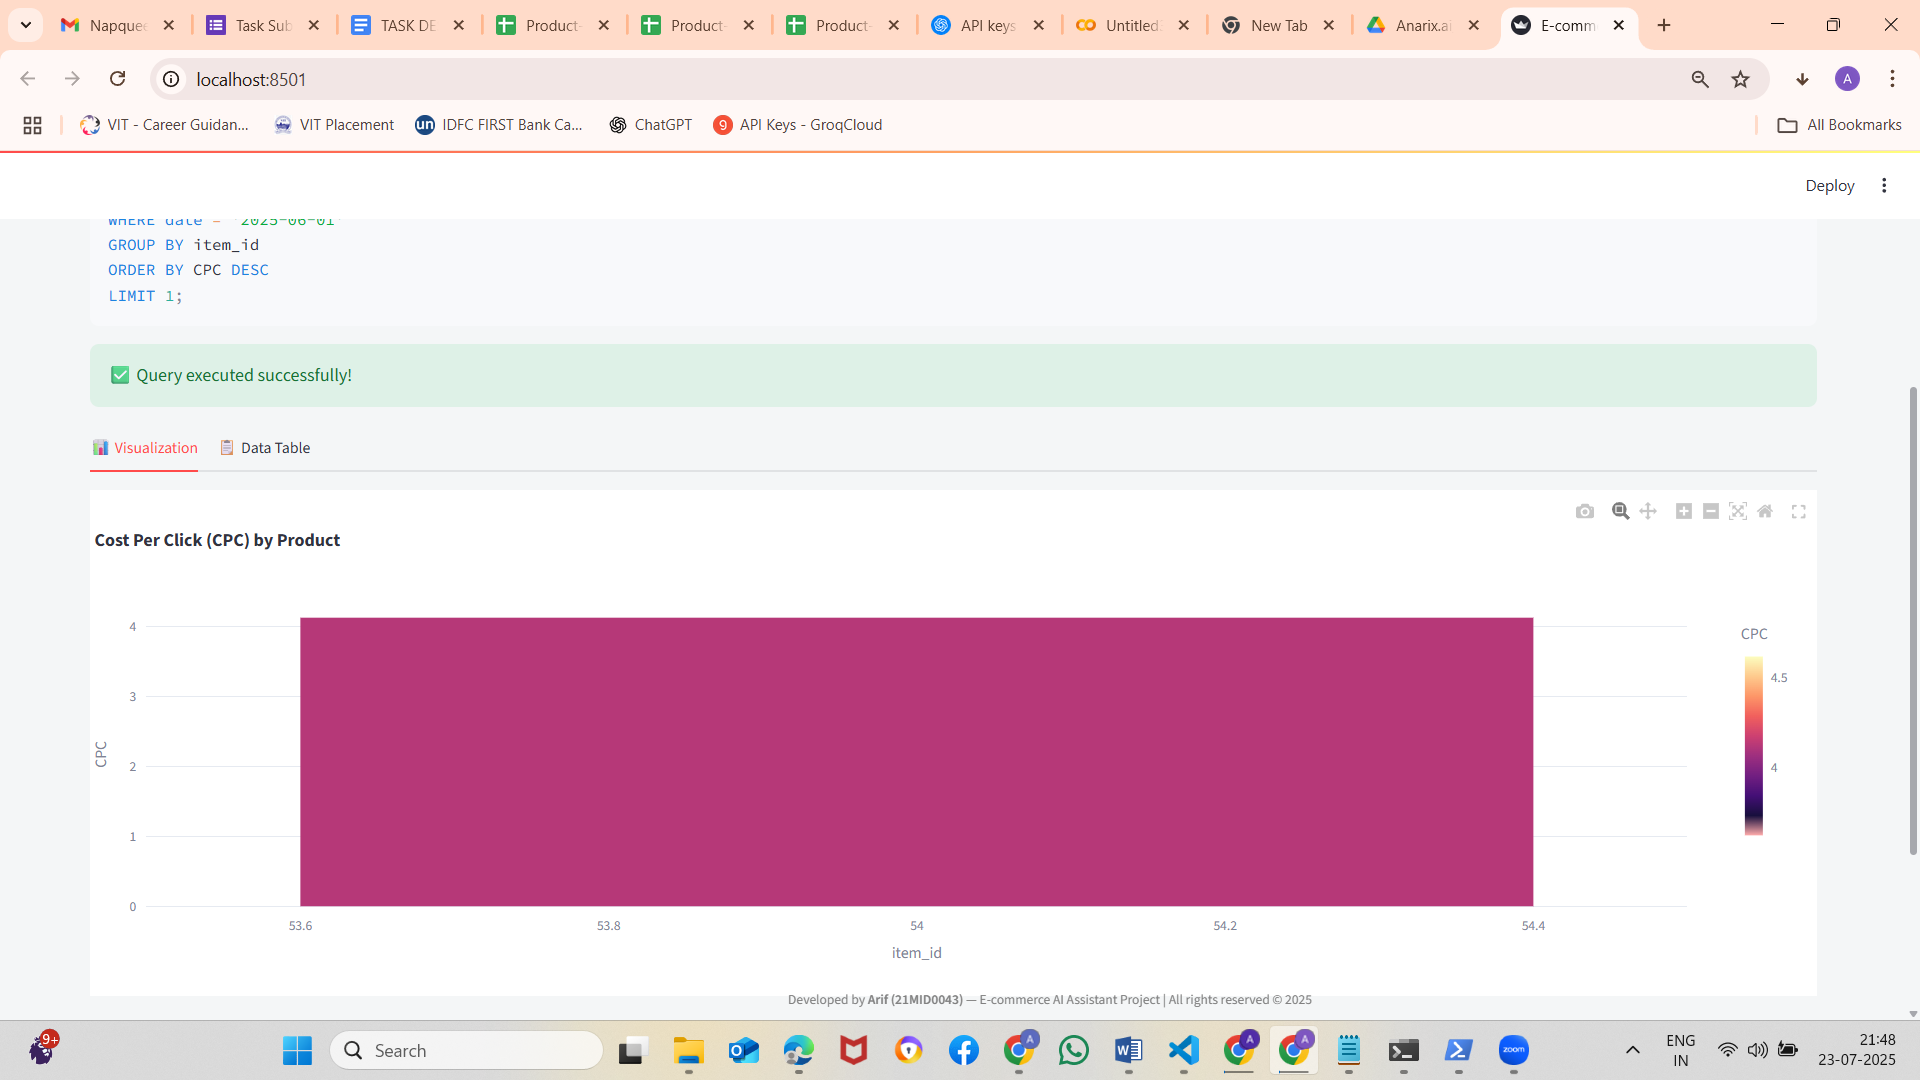 Napquee
Task Sub
TASK DE
Product-
Product-
Product-
API keys
Untitled
New Tab
Anarix.ai
E-comm
localhost:8501
A
VIT - Career Guidan...
VIT Placement
un
IDFC FIRST Bank Ca...
ChatGPT
9
API Keys - GroqCloud
All Bookmarks
Deploy
WHERE date = '2025-06-01'
GROUP BY item_id
ORDER BY CPC DESC
LIMIT 1;
Query executed successfully!
Visualization
Data Table
Cost Per Click (CPC) by Product
CPC
4
3
2
1
0
53.6
53.8
54
54.2
54.4
item_id
CPC
4.5
4
Developed by Arif (21MID0043) — E-commerce AI Assistant Project | All rights reserved © 2025
9+
Search
A
A
A
zoom
ENG
IN
21:48
23-07-2025